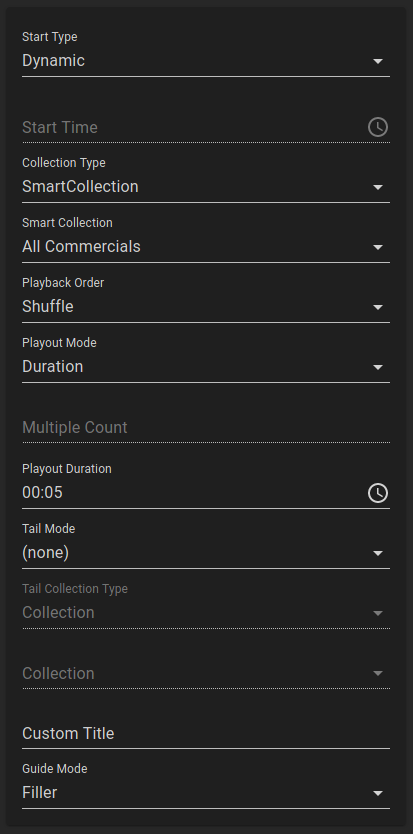 Start Type
Dynamic
Start Time
Collection Type
SmartCollection
Smart Collection
All Commercials
Playback Order
Shuffle
Playout Mode
Duration
Multiple Count
Playout Duration
00:05
Tail Mode
(none)
Tail Collection Type
Collection
Collection
Custom Title
Guide Mode
Filler